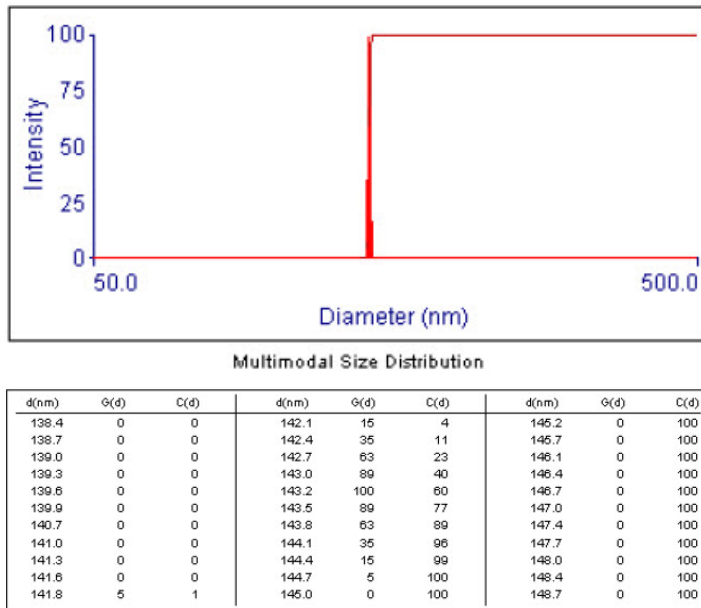 100
75
50
25
0
Intensity
50.0 500.0
Diameter (nm)
Multimodal Size Distribution
d(nm) G(d) C(d) d(nm) G(d) C(d) d(nm) G(d) C(d)
138.4 0 0 142.1 15 4 145.2 0 100
138.7 0 0 142.4 35 11 145.7 0 100
139.0 0 0 142.7 63 23 146.1 0 100
139.3 0 0 143.0 89 40 146.4 0 100
139.6 0 0 143.2 100 60 146.7 0 100
139.9 0 0 143.5 89 77 147.0 0 100
140.7 0 0 143.8 63 89 147.4 0 100
141.0 0 0 144.1 35 96 147.7 0 100
141.3 0 0 144.4 15 99 148.0 0 100
141.6 0 0 144.7 5 100 148.4 0 100
141.8 5 1 145.0 0 100 148.7 0 100